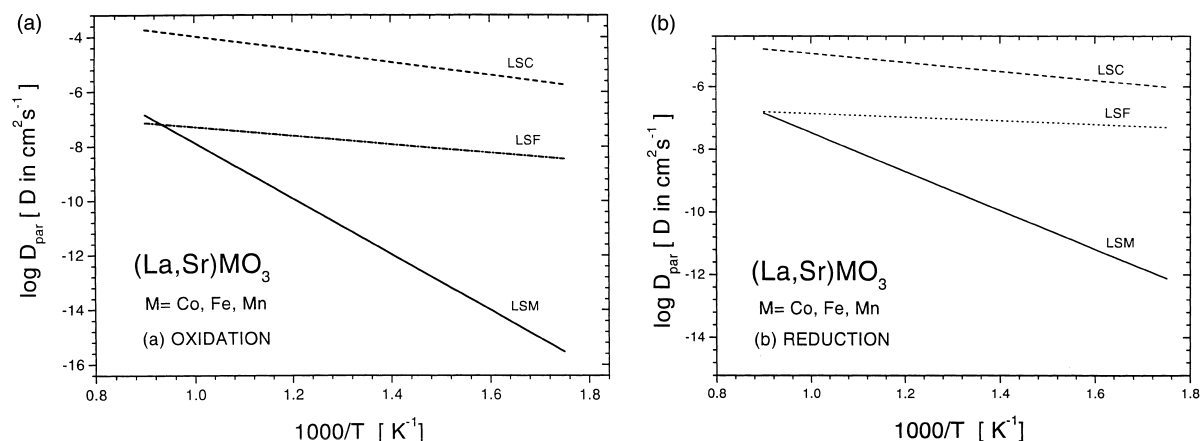 (a)
-4
-6
-8
-10
-12
-14
-16
log D_par [ D in cm²s⁻¹ ]
LSC
LSF
LSM
(La,Sr)MO₃
M= Co, Fe, Mn
(a) OXIDATION
0.8 1.0 1.2 1.4 1.6 1.8
1000/T [ K⁻¹]
(b)
-6
-8
-10
-12
-14
log D_par [ D in cm²s⁻¹ ]
LSC
LSF
LSM
(La,Sr)MO₃
M= Co, Fe, Mn
(b) REDUCTION
0.8 1.0 1.2 1.4 1.6 1.8
1000/T [ K⁻¹]